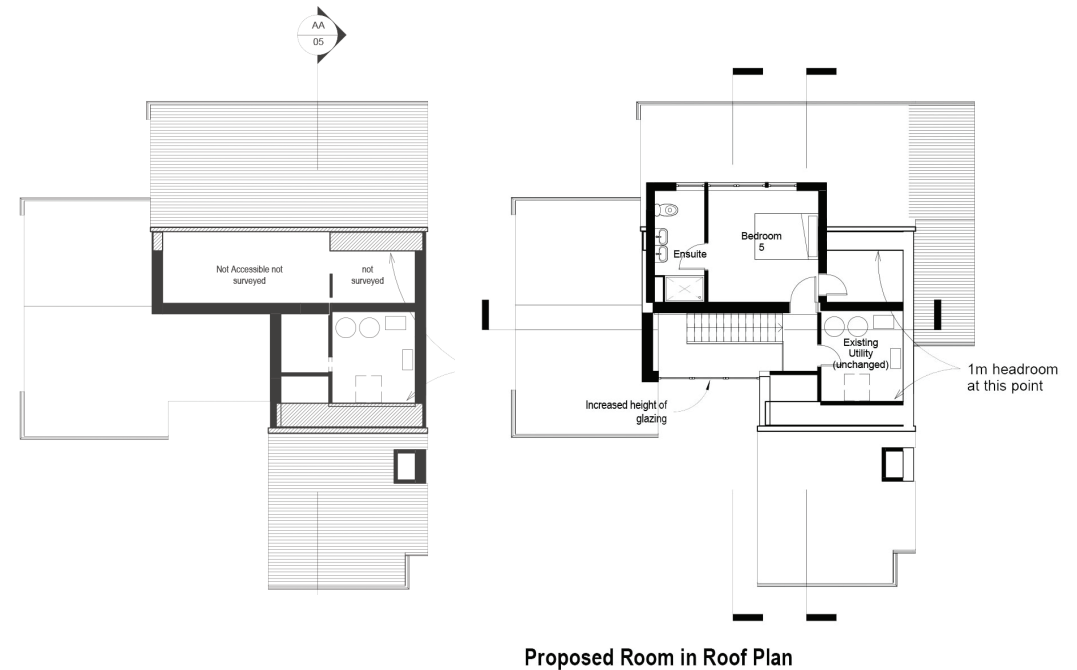 AA
05
Not Accessible not
surveyed
not
surveyed
Bedroom
5
Ensuite
Existing
Utility
(unchanged)
1m headroom
at this point
Increased height of
glazing
Proposed Room in Roof Plan